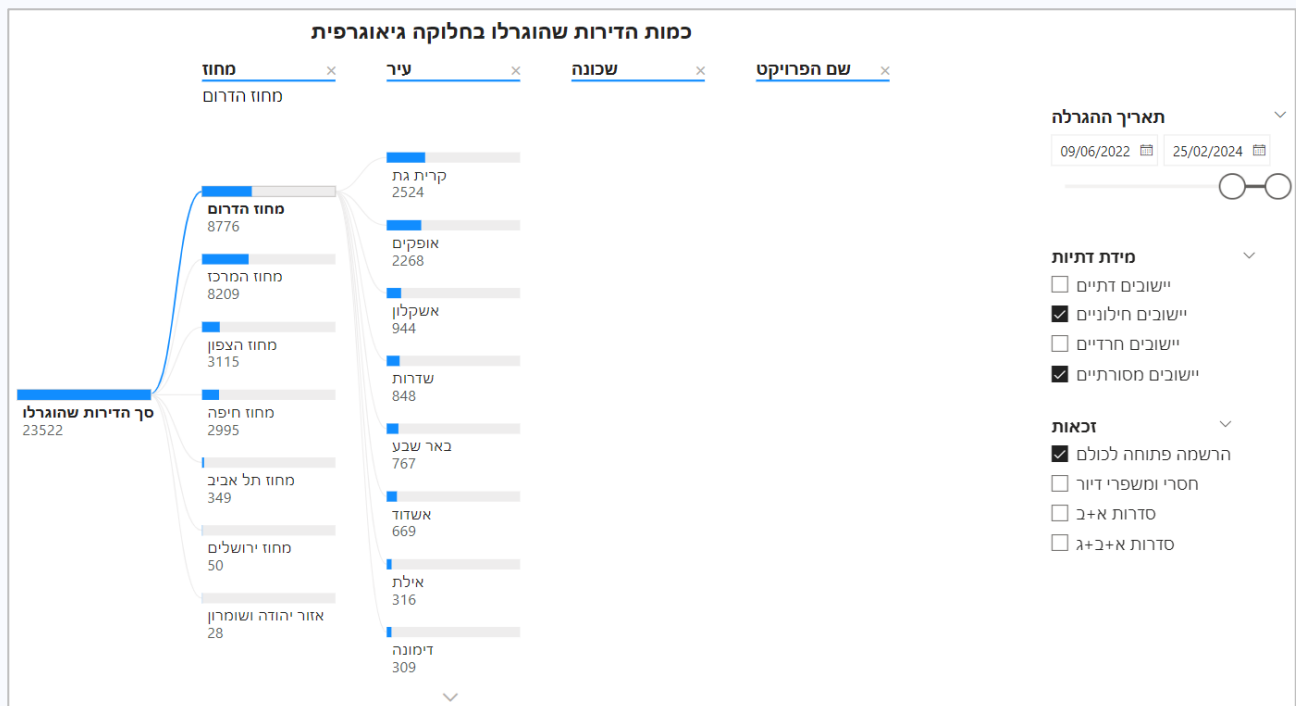 כמות הדירות שהוגרלו בחלוקה גיאוגרפית
מחוז
מחוז הדרום
עיר
שכונה
שם הפרויקט
סך הדירות שהוגרלו
23522
מחוז הדרום
8776
מחוז המרכז
8209
מחוז הצפון
3115
מחוז חיפה
2995
מחוז תל אביב
349
מחוז ירושלים
50
אזור יהודה ושומרון
28
קרית גת
2524
אופקים
2268
אשקלון
944
שדרות
848
באר שבע
767
אשדוד
669
אילת
316
דימונה
309
תאריך ההגרלה
09/06/2022
25/02/2024
מידת דתיות
יישובים דתיים
יישובים חילוניים
יישובים חרדיים
יישובים מסורתיים
זכאות
הרשמה פתוחה לכולם
חסרי ומשפרי דיור
סדרות א+ב
סדרות א+ב+ג